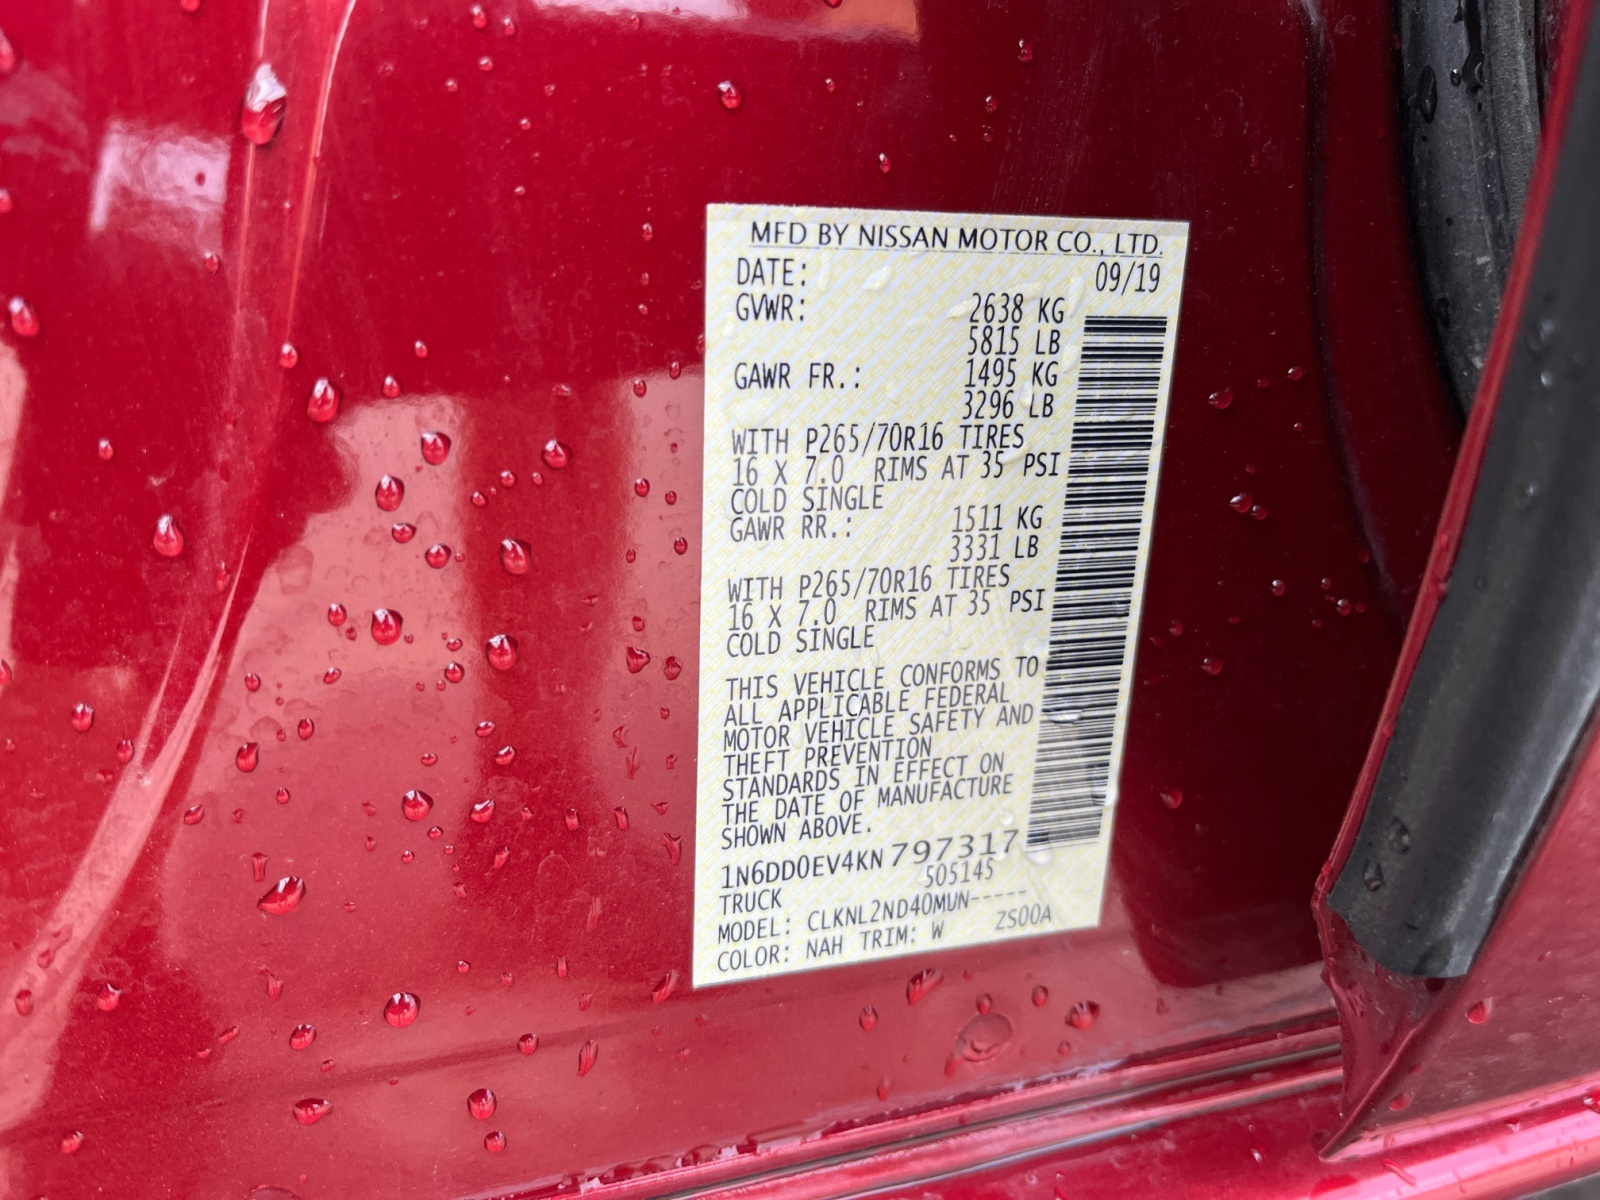 MFD BY NISSAN MOTOR CO., LTD.
DATE: 09/19
GVWR: 2638 KG
5815 LB
GAWR FR.: 1495 KG
3296 LB
WITH P265/70R16 TIRES
16 X 7.0 RIMS AT 35 PSI
COLD SINGLE
GAWR RR.: 1511 KG
3331 LB
WITH P265/70R16 TIRES
16 X 7.0 RIMS AT 35 PSI
COLD SINGLE
THIS VEHICLE CONFORMS TO
ALL APPLICABLE FEDERAL
MOTOR VEHICLE SAFETY AND
THEFT PREVENTION
STANDARDS IN EFFECT ON
THE DATE OF MANUFACTURE
SHOWN ABOVE.
1N6DD0EV4KN 797317
TRUCK 505145
MODEL: CLKNL2ND40MUN-----
COLOR: NAH TRIM: W ZS00A